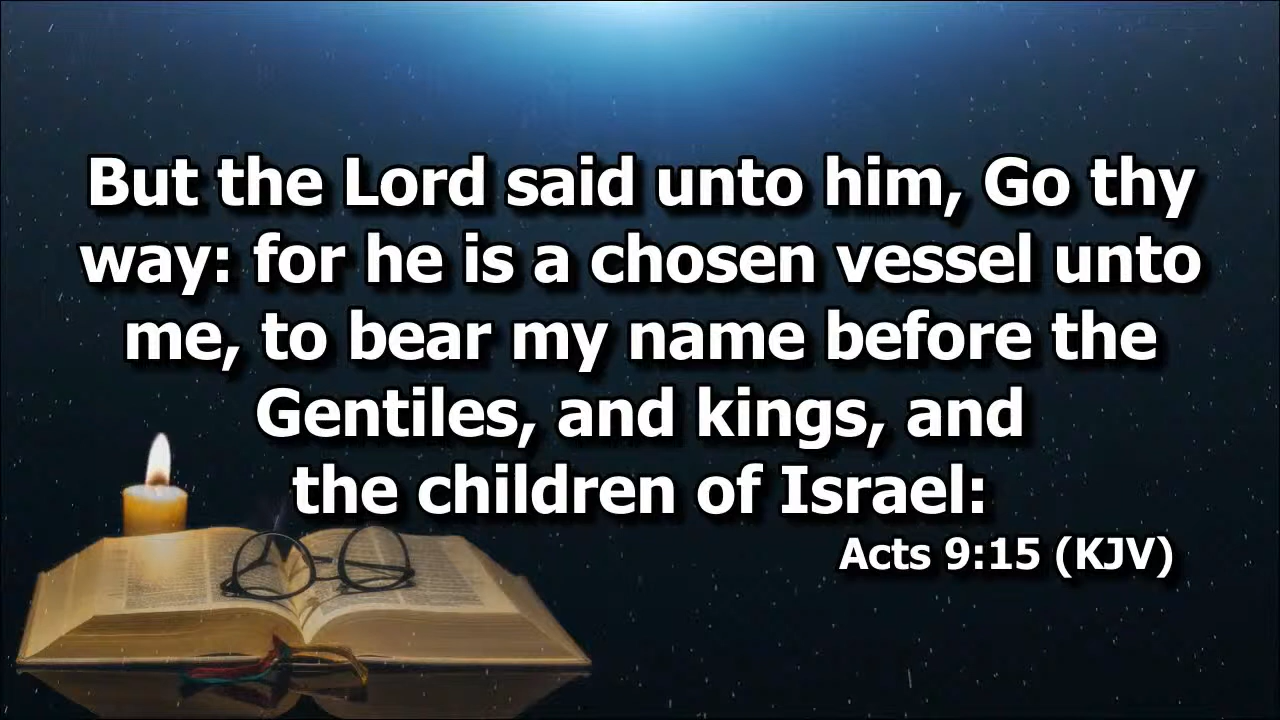 But the Lord said unto him, Go thy
way: for he is a chosen vessel unto
me, to bear my name before the
Gentiles, and kings, and
the children of Israel:
Acts 9:15 (KJV)